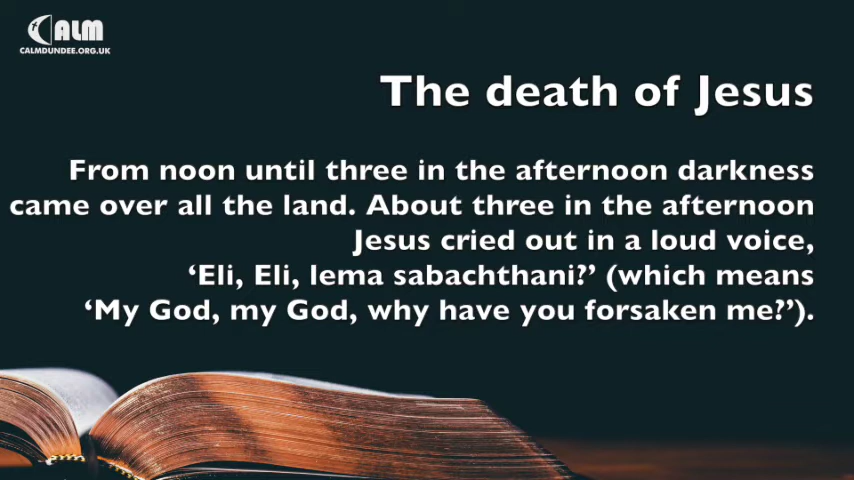 CALM
CALMDUNDEE.ORG.UK
The death of Jesus
From noon until three in the afternoon darkness
came over all the land. About three in the afternoon
Jesus cried out in a loud voice,
‘Eli, Eli, lema sabachthani?’ (which means
‘My God, my God, why have you forsaken me?’).